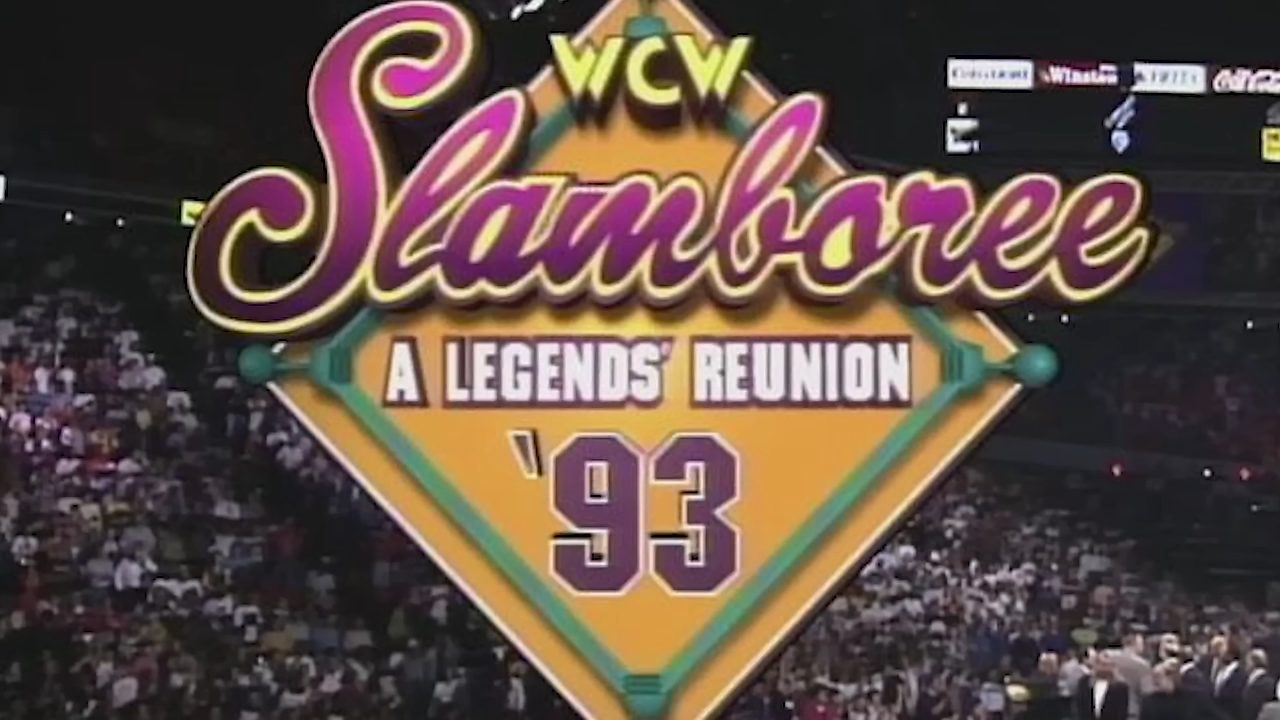 WCW
Slamboree
A LEGENDS' REUNION
'93
Winston
Coca-Cola